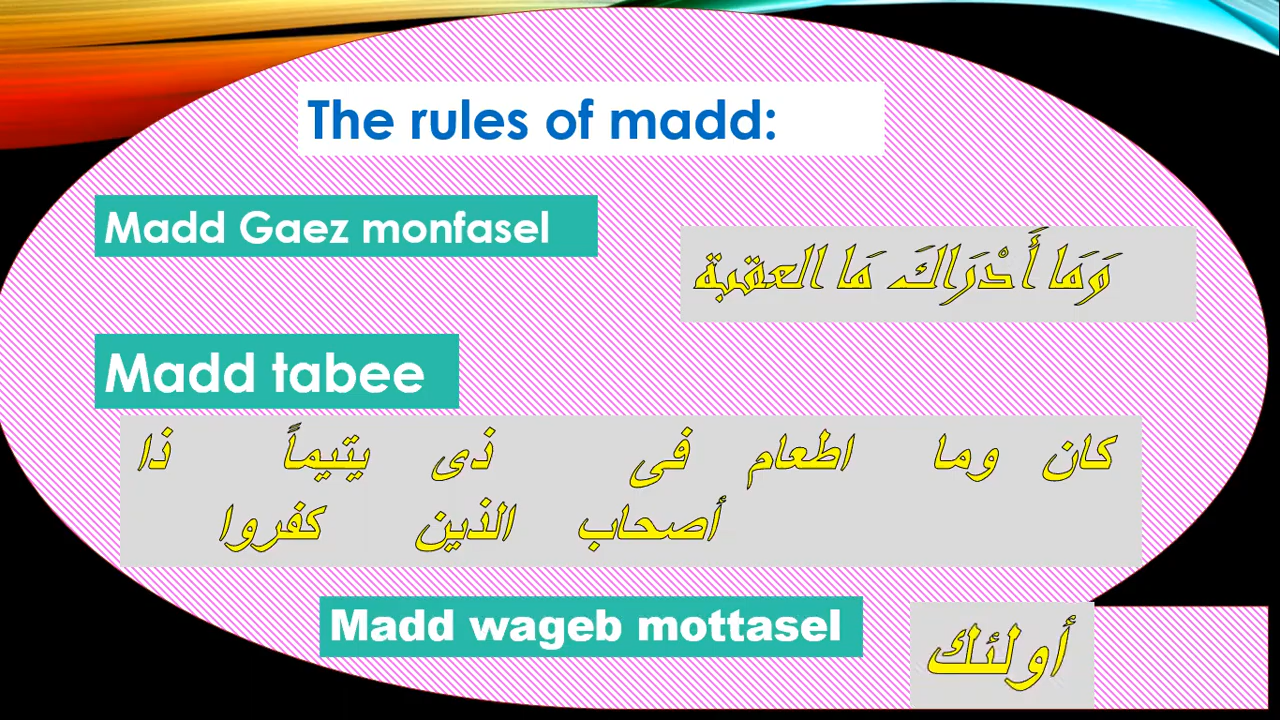 The rules of madd:
Madd Gaez monfasel
وَمَا أَدْرَاكَ مَا العقبة
Madd tabee
كان وما اطعام فى ذى يتيماً ذا
أصحاب الذين كفروا
Madd wageb mottasel
أولئك